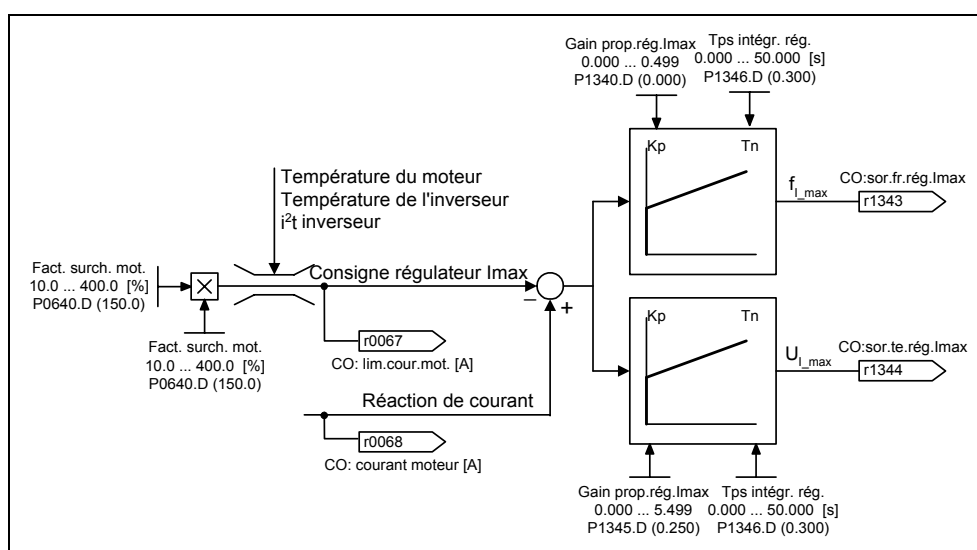 Gain prop.rég.Imax
0.000 ... 0.499
P1340.D (0.000)
Tps intégr. rég.
0.000 ... 50.000 [s]
P1346.D (0.300)
Kp
Tn
f_I_max
CO:sor.fr.rég.Imax
r1343
Température du moteur
Température de l'inverseur
i²t inverseur
Fact. surch. mot.
10.0 ... 400.0 [%]
P0640.D (150.0)
Consigne régulateur Imax
–
+
Fact. surch. mot.
10.0 ... 400.0 [%]
P0640.D (150.0)
r0067
CO: lim.cour.mot. [A]
Kp
Tn
U_I_max
CO:sor.te.rég.Imax
r1344
Réaction de courant
r0068
CO: courant moteur [A]
Gain prop.rég.Imax
0.000 ... 5.499
P1345.D (0.250)
Tps intégr. rég.
0.000 ... 50.000 [s]
P1346.D (0.300)